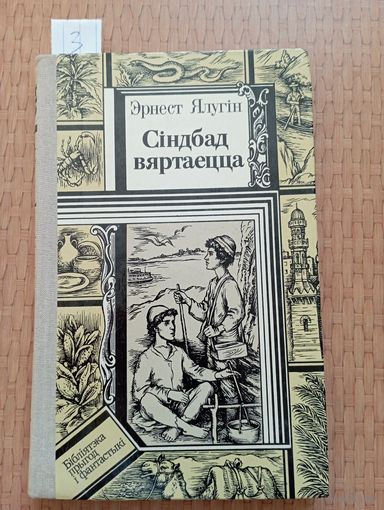 3
Эрнест Ялугін
Сіндбад
вяртаецца
Бібліятэка
прыгод
і фантастыкі